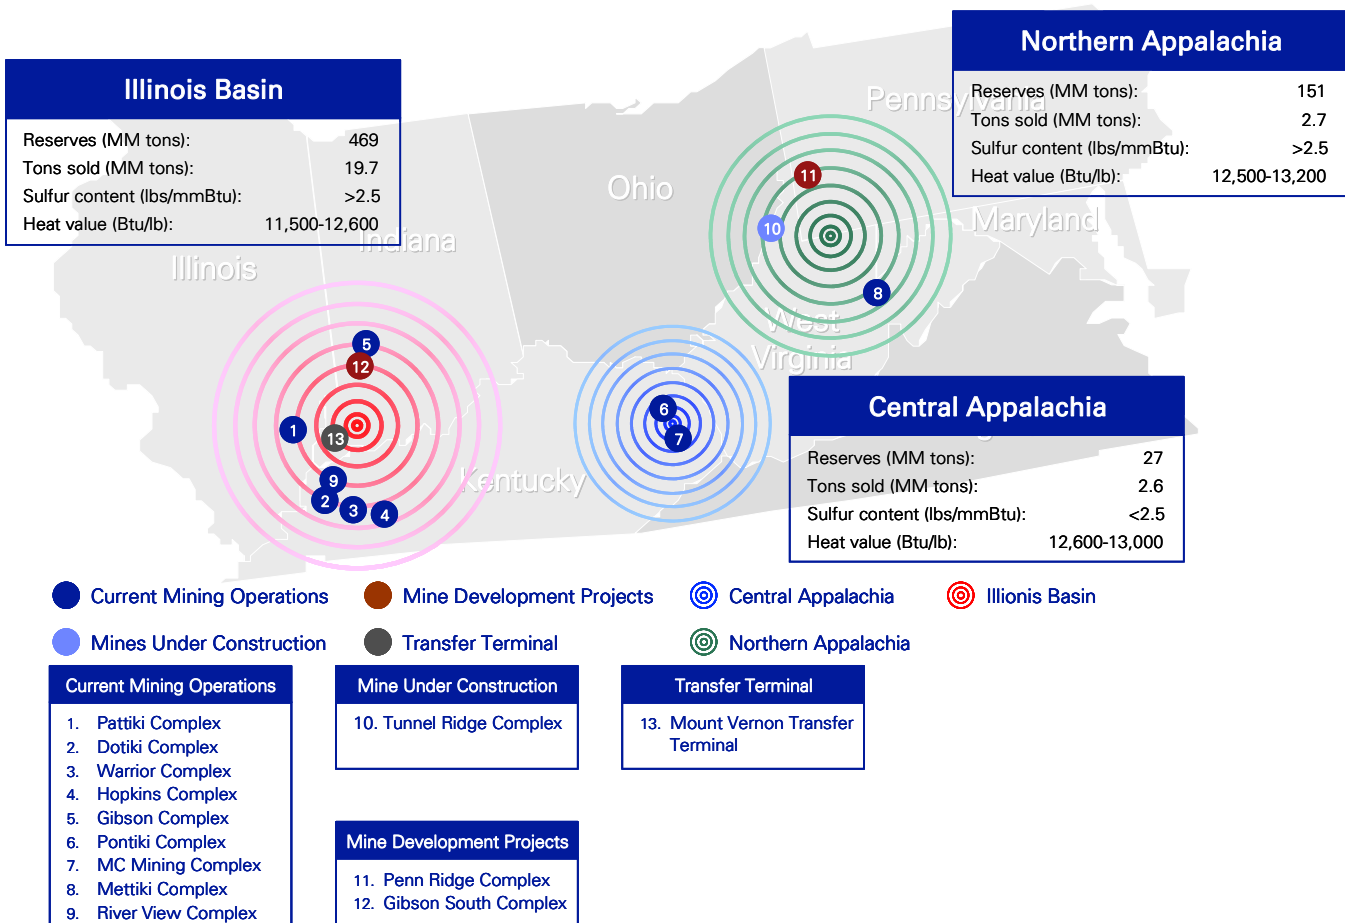 Northern Appalachia
Reserves (MM tons): 151
Tons sold (MM tons): 2.7
Sulfur content (lbs/mmBtu): >2.5
Heat value (Btu/lb): 12,500-13,200
Illinois Basin
Reserves (MM tons): 469
Tons sold (MM tons): 19.7
Sulfur content (lbs/mmBtu): >2.5
Heat value (Btu/lb): 11,500-12,600
Pennsylvania
Ohio
Maryland
Indiana
Illinois
West
Virginia
Kentucky
11
10
8
5
12
1
13
9
2
3
4
6
7
Central Appalachia
Reserves (MM tons): 27
Tons sold (MM tons): 2.6
Sulfur content (lbs/mmBtu): <2.5
Heat value (Btu/lb): 12,600-13,000
Current Mining Operations
Mine Development Projects
Central Appalachia
Illionis Basin
Mines Under Construction
Transfer Terminal
Northern Appalachia
Current Mining Operations
1. Pattiki Complex
2. Dotiki Complex
3. Warrior Complex
4. Hopkins Complex
5. Gibson Complex
6. Pontiki Complex
7. MC Mining Complex
8. Mettiki Complex
9. River View Complex
Mine Under Construction
10. Tunnel Ridge Complex
Mine Development Projects
11. Penn Ridge Complex
12. Gibson South Complex
Transfer Terminal
13. Mount Vernon Transfer
Terminal